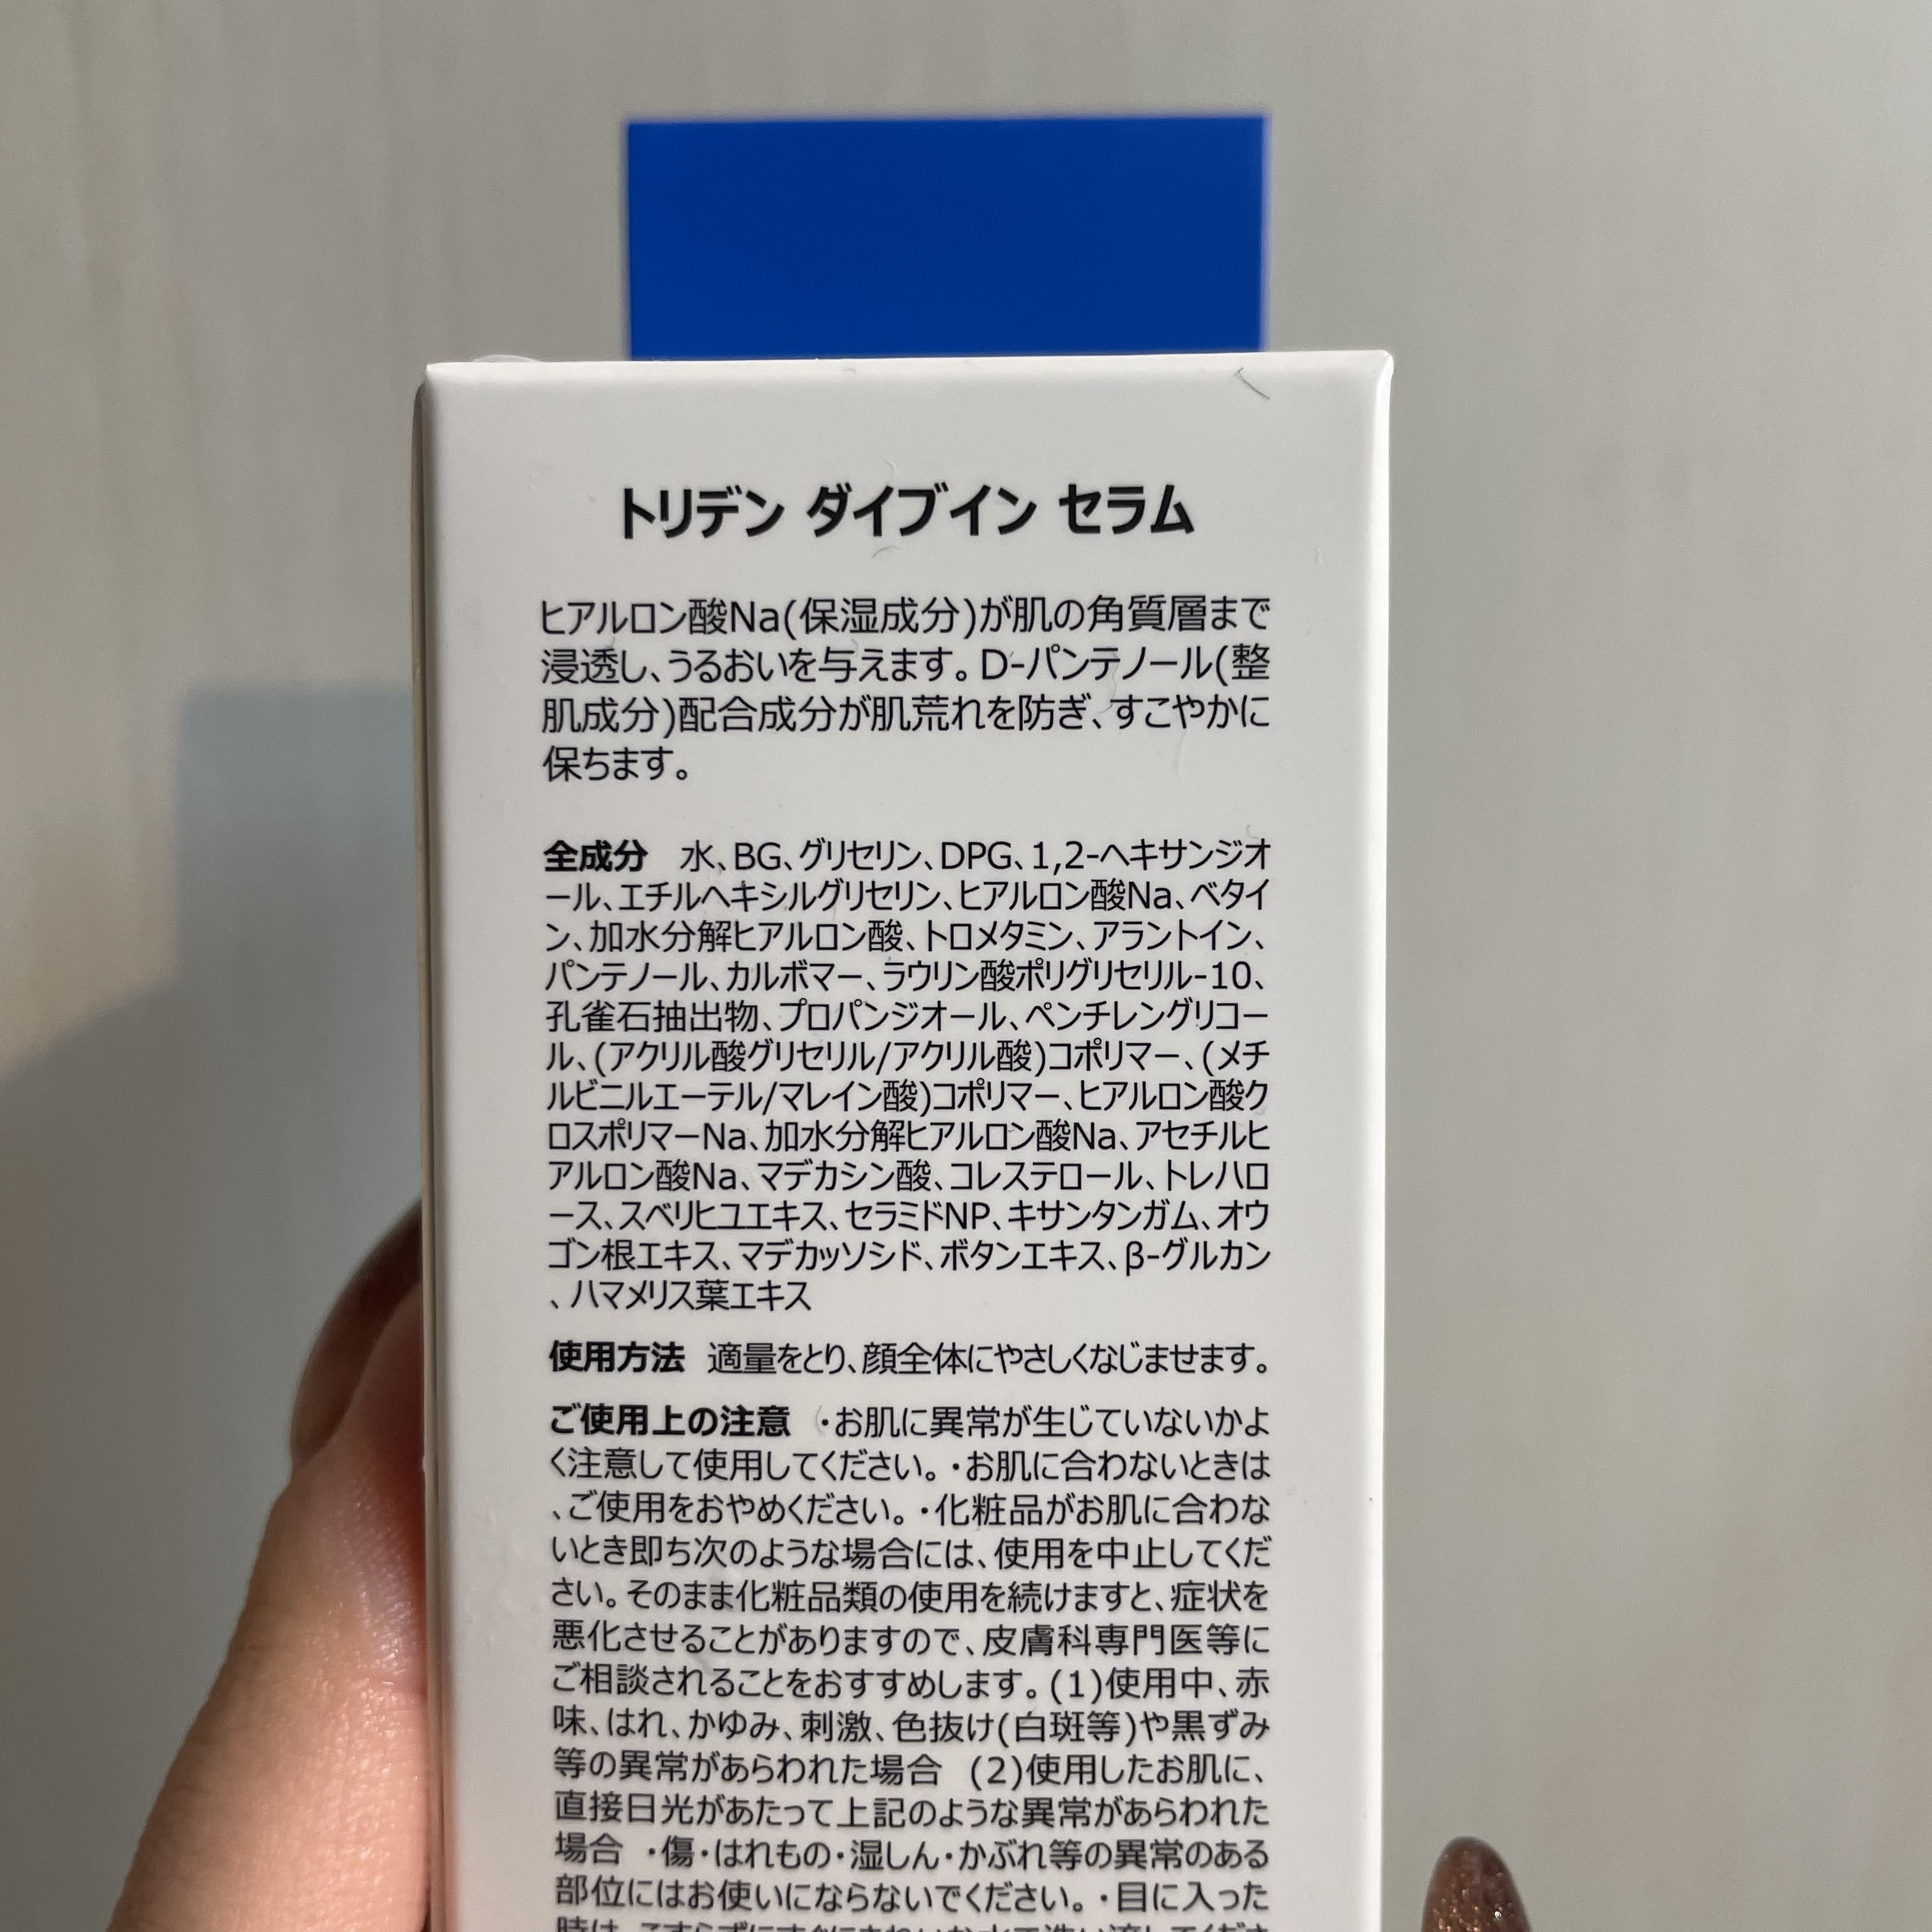 トリデン ダイブイン セラム
ヒアルロン酸Na(保湿成分)が肌の角質層まで
浸透し、うるおいを与えます。D-パンテノール(整
肌成分)配合成分が肌荒れを防ぎ、すこやかに
保ちます。
全成分 水、BG、グリセリン、DPG、1,2-ヘキサンジオ
ール、エチルヘキシルグリセリン、ヒアルロン酸Na、ベタイ
ン、加水分解ヒアルロン酸、トロメタミン、アラントイン、
パンテノール、カルボマー、ラウリン酸ポリグリセリル-10、
孔雀石抽出物、プロパンジオール、ペンチレングリコー
ル、(アクリル酸グリセリル/アクリル酸)コポリマー、(メチ
ルビニルエーテル/マレイン酸)コポリマー、ヒアルロン酸ク
ロスポリマーNa、加水分解ヒアルロン酸Na、アセチルヒ
アルロン酸Na、マデカシン酸、コレステロール、トレハロ
ース、スベリヒユエキス、セラミドNP、キサンタンガム、オウ
ゴン根エキス、マデカッソシド、ボタンエキス、β-グルカン
、ハマメリス葉エキス
使用方法 適量をとり、顔全体にやさしくなじませます。
ご使用上の注意 ・お肌に異常が生じていないかよ
く注意して使用してください。・お肌に合わないときは
、ご使用をおやめください。・化粧品がお肌に合わな
いとき即ち次のような場合には、使用を中止してくだ
さい。そのまま化粧品類の使用を続けますと、症状を
悪化させることがありますので、皮膚科専門医等に
ご相談されることをおすすめします。(1)使用中、赤
味、はれ、かゆみ、刺激、色抜け(白斑等)や黒ずみ
等の異常があらわれた場合 (2)使用したお肌に、
直接日光があたって上記のような異常があらわれた
場合 ・傷・はれもの・湿しん・かぶれ等の異常のある
部位にはお使いにならないでください。・目に入った
時は、こすらずにすぐにきれいな水で洗い流してくださ